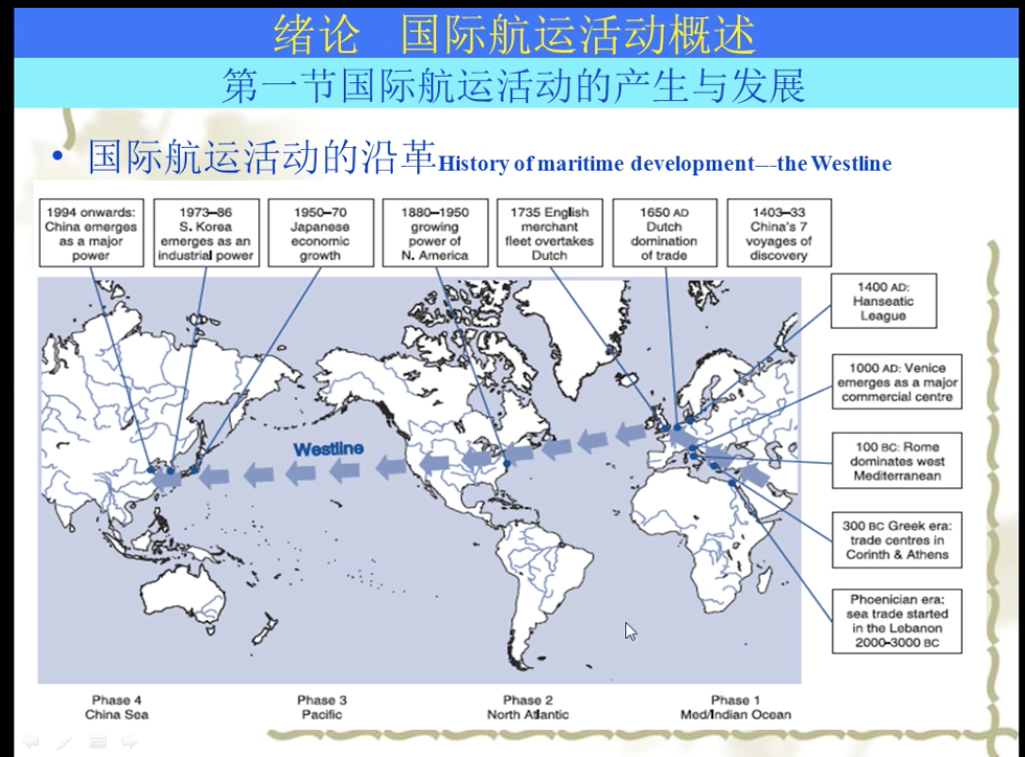 绪论 国际航运活动概述
第一节国际航运活动的产生与发展
• 国际航运活动的沿革History of maritime development---the Westline
1994 onwards:
China emerges
as a major
power
1973–86
S. Korea
emerges as an
industrial power
1950–70
Japanese
economic
growth
1880–1950
growing
power of
N. America
1735 English
merchant
fleet overtakes
Dutch
1650 AD
Dutch
domination
of trade
1403–33
China's 7
voyages of
discovery
1400 AD:
Hanseatic
League
1000 AD: Venice
emerges as a major
commercial centre
100 BC: Rome
dominates west
Mediterranean
300 BC Greek era:
trade centres in
Corinth & Athens
Phoenician era:
sea trade started
in the Lebanon
2000–3000 BC
Westline
Phase 4
China Sea
Phase 3
Pacific
Phase 2
North Atlantic
Phase 1
Med/Indian Ocean